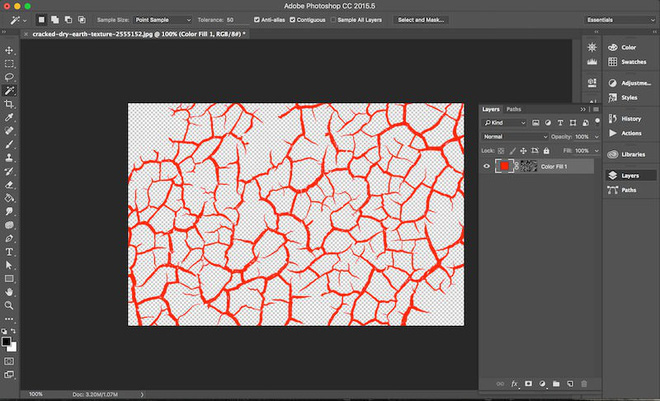 Adobe Photoshop CC 2015.5
Sample Size: Point Sample Tolerance: 50 Anti-alias Contiguous Sample All Layers Select and Mask... Essentials
× cracked-dry-earth-texture-2555152.jpg @ 100% (Color Fill 1, RGB/8#) *
Color
Swatches
Adjustme...
Styles
History
Actions
Libraries
Layers
Paths
Layers Paths
Kind
Normal Opacity: 100%
Lock: Fill: 100%
Color Fill 1
fx
100% Doc: 3.20M/1.07M